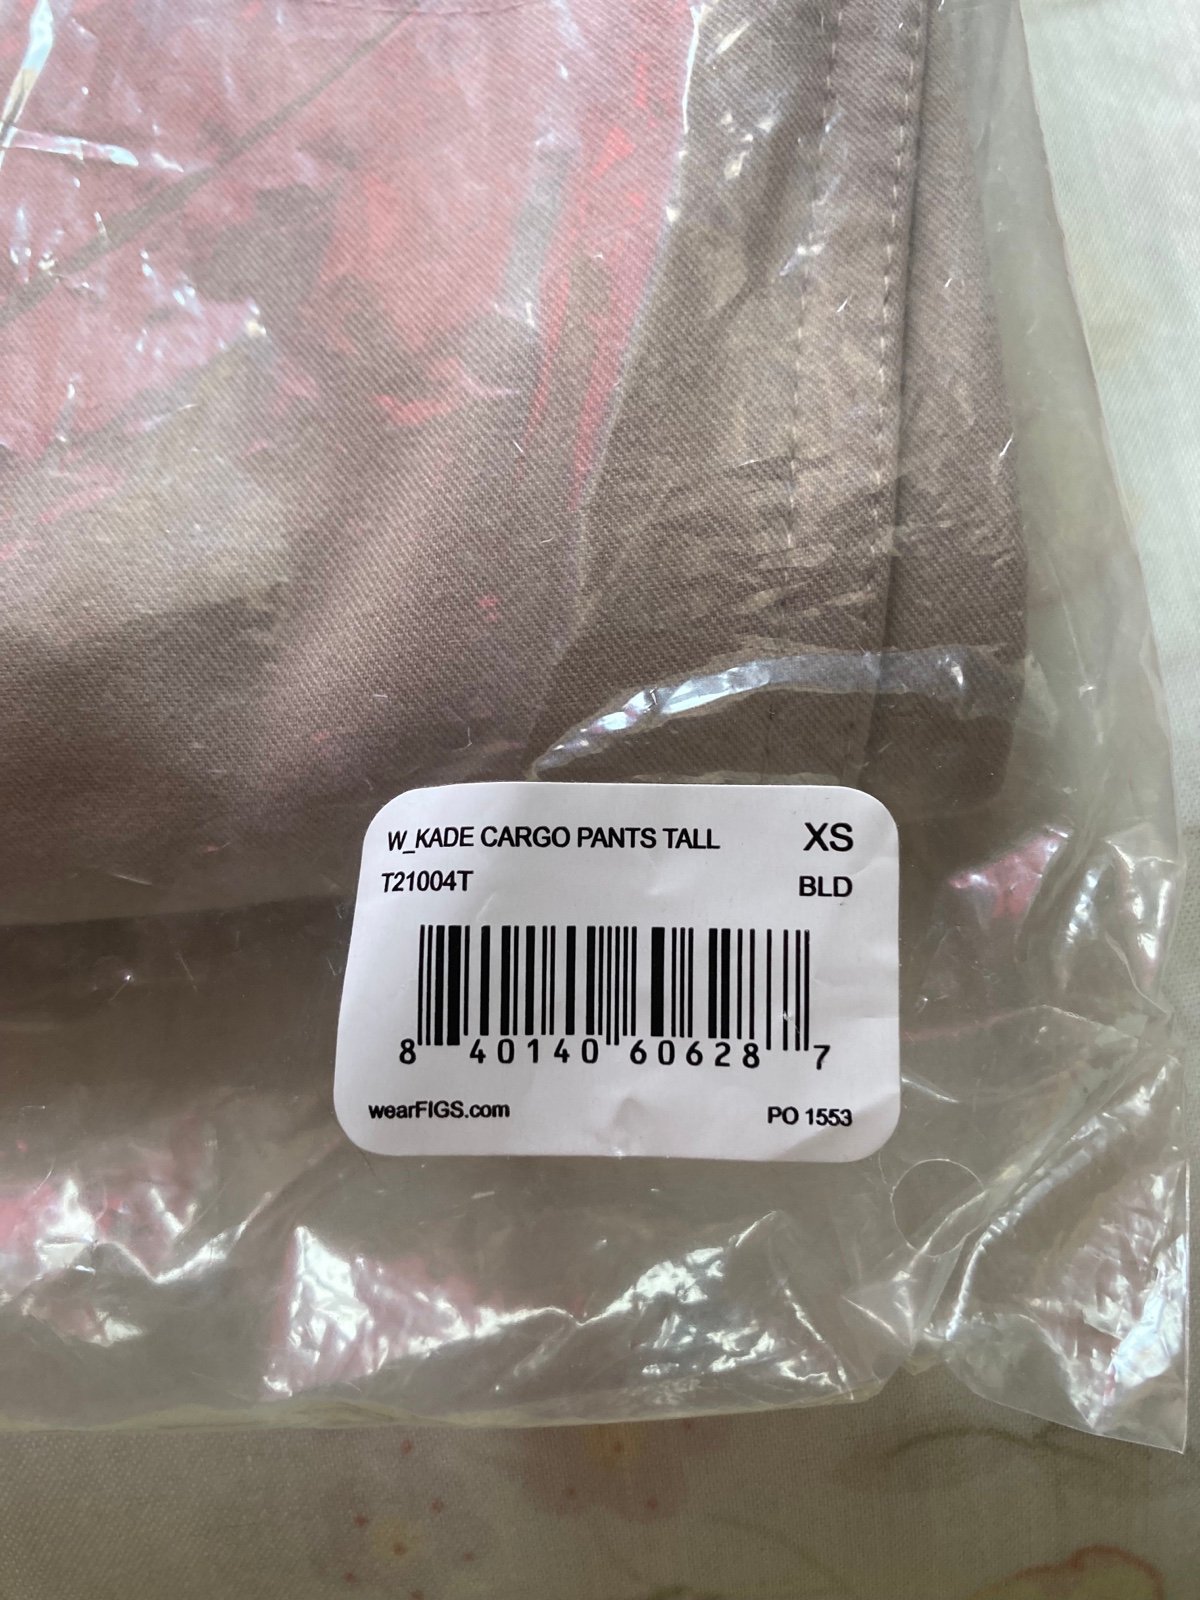 W_KADE CARGO PANTS TALL XS
T21004T BLD
8 40140 60628 7
wearFIGS.com PO 1553